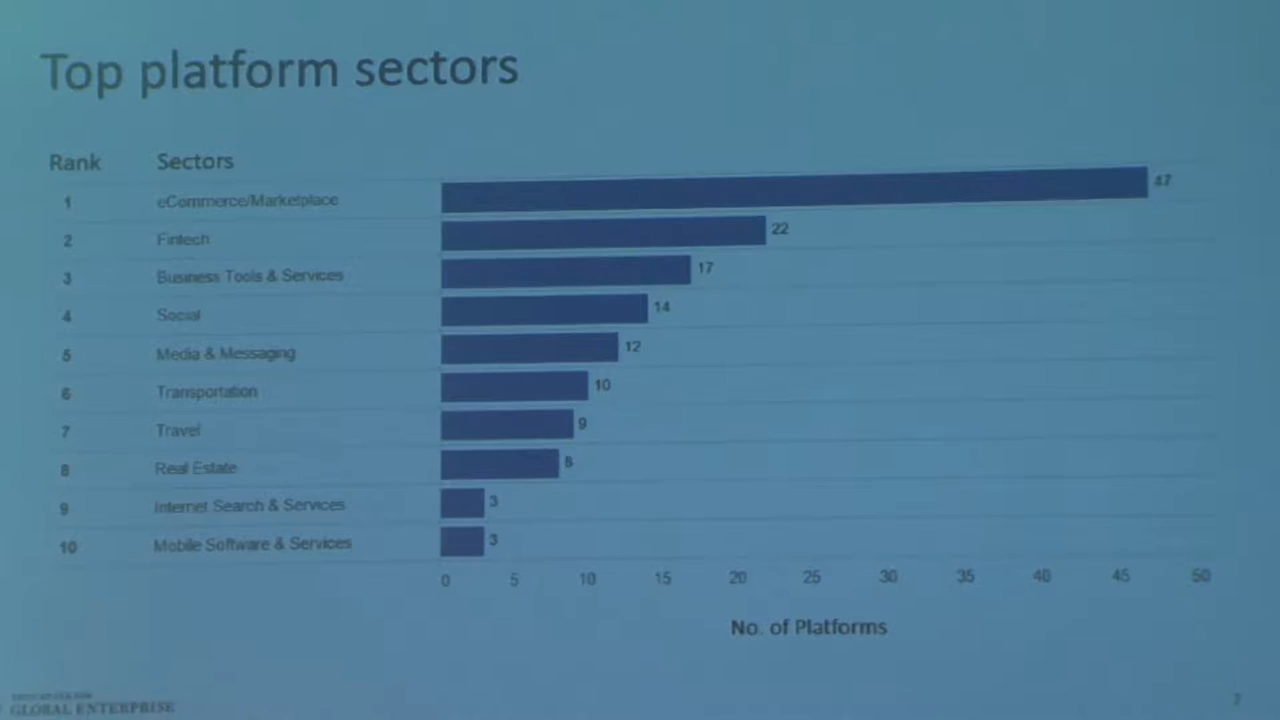 Top platform sectors
Rank Sectors
1 eCommerce/Marketplace 47
2 Fintech 22
3 Business Tools & Services 17
4 Social 14
5 Media & Messaging 12
6 Transportation 10
7 Travel 9
8 Real Estate 8
9 Internet Search & Services 3
10 Mobile Software & Services 3
0 5 10 15 20 25 30 35 40 45 50
No. of Platforms
GLOBAL ENTERPRISE
7